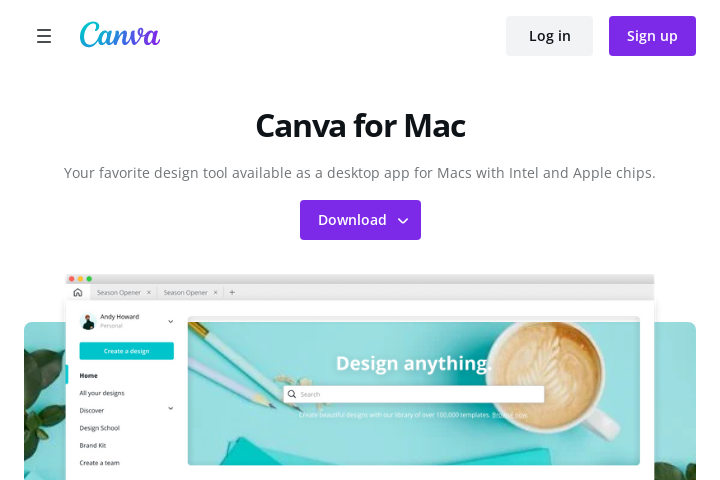 Canva
Log in
Sign up
Canva for Mac
Your favorite design tool available as a desktop app for Macs with Intel and Apple chips.
Download
Season Opener
Season Opener
Andy Howard
Personal
Create a design
Home
All your designs
Discover
Design School
Brand Kit
Create a team
Design anything.
Search
Create beautiful designs with our library of over 100,000 templates. Browse now.